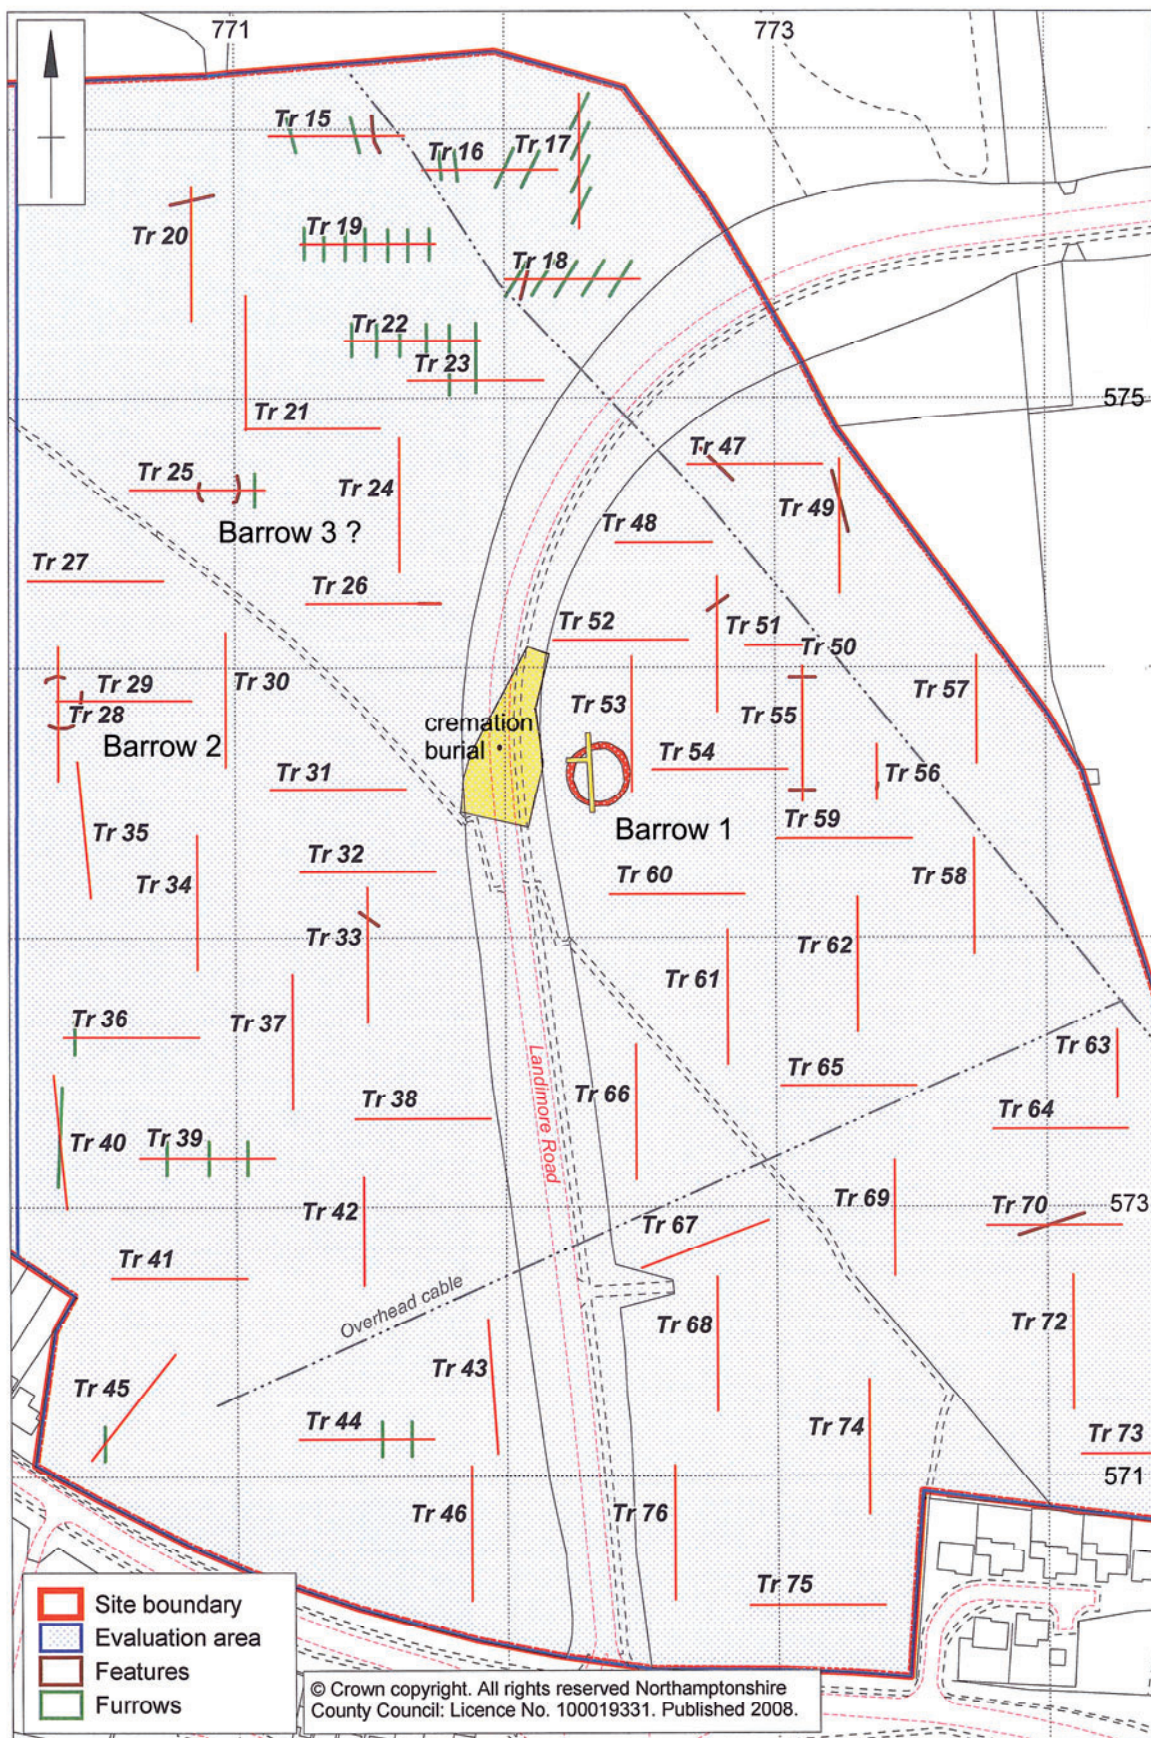 771
773
Tr 15
Tr 16
Tr 17
Tr 20
Tr 19
Tr 18
Tr 22
Tr 23
575
Tr 21
Tr 47
Tr 25
Tr 24
Tr 49
Barrow 3 ?
Tr 48
Tr 27
Tr 26
Tr 52
Tr 51
Tr 50
Tr 29
Tr 30
Tr 57
Tr 28
Tr 53
Tr 55
cremation
burial
Barrow 2
Tr 54
Tr 56
Tr 31
Tr 59
Barrow 1
Tr 35
Tr 32
Tr 34
Tr 60
Tr 58
Tr 33
Tr 62
Tr 61
Tr 36
Tr 37
Tr 63
Landimore Road
Tr 65
Tr 66
Tr 38
Tr 64
Tr 40
Tr 39
Tr 42
Tr 69
Tr 70
573
Tr 67
Tr 41
Overhead cable
Tr 68
Tr 72
Tr 43
Tr 45
Tr 44
Tr 74
Tr 73
571
Tr 46
Tr 76
Tr 75
Site boundary
Evaluation area
Features
Furrows
© Crown copyright. All rights reserved Northamptonshire
County Council: Licence No. 100019331. Published 2008.